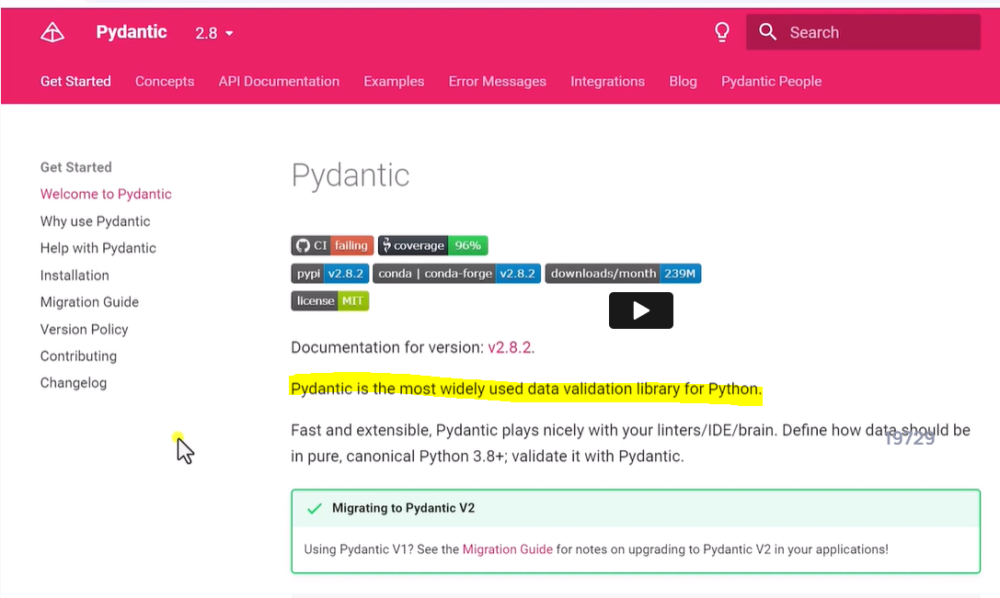 Pydantic 2.8 Search
Get Started Concepts API Documentation Examples Error Messages Integrations Blog Pydantic People
Get Started
Welcome to Pydantic
Why use Pydantic
Help with Pydantic
Installation
Migration Guide
Version Policy
Contributing
Changelog
Pydantic
CI failing coverage 96%
pypi v2.8.2 conda | conda-forge v2.8.2 downloads/month 239M
license MIT
Documentation for version: v2.8.2.
Pydantic is the most widely used data validation library for Python.
Fast and extensible, Pydantic plays nicely with your linters/IDE/brain. Define how data should be
19729
in pure, canonical Python 3.8+; validate it with Pydantic.
Migrating to Pydantic V2
Using Pydantic V1? See the Migration Guide for notes on upgrading to Pydantic V2 in your applications!